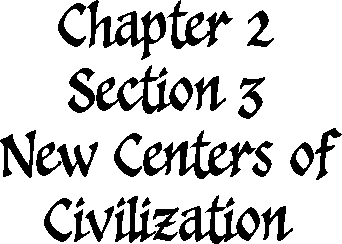 Chapter 2
Section 3
New Centers of
Civilization